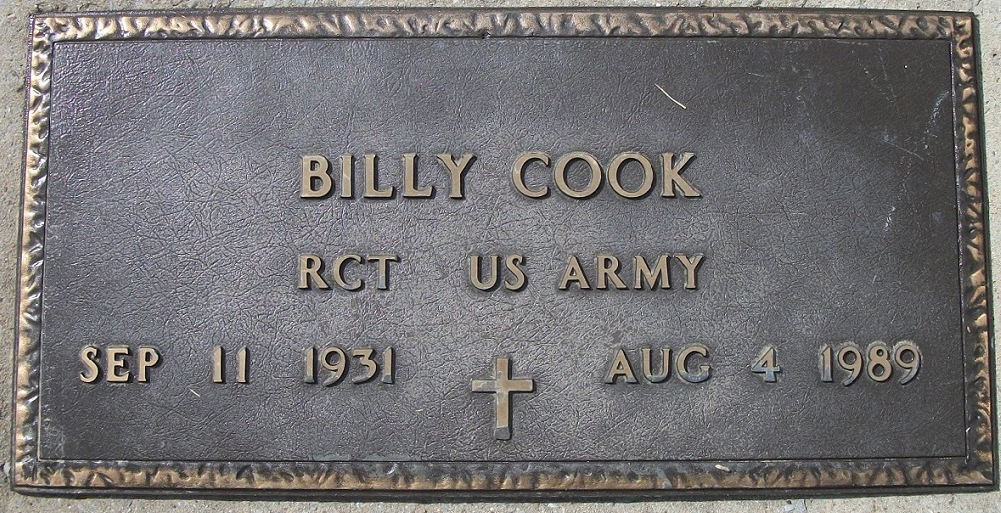 BILLY COOK
RCT US ARMY
SEP 11 1931 AUG 4 1989